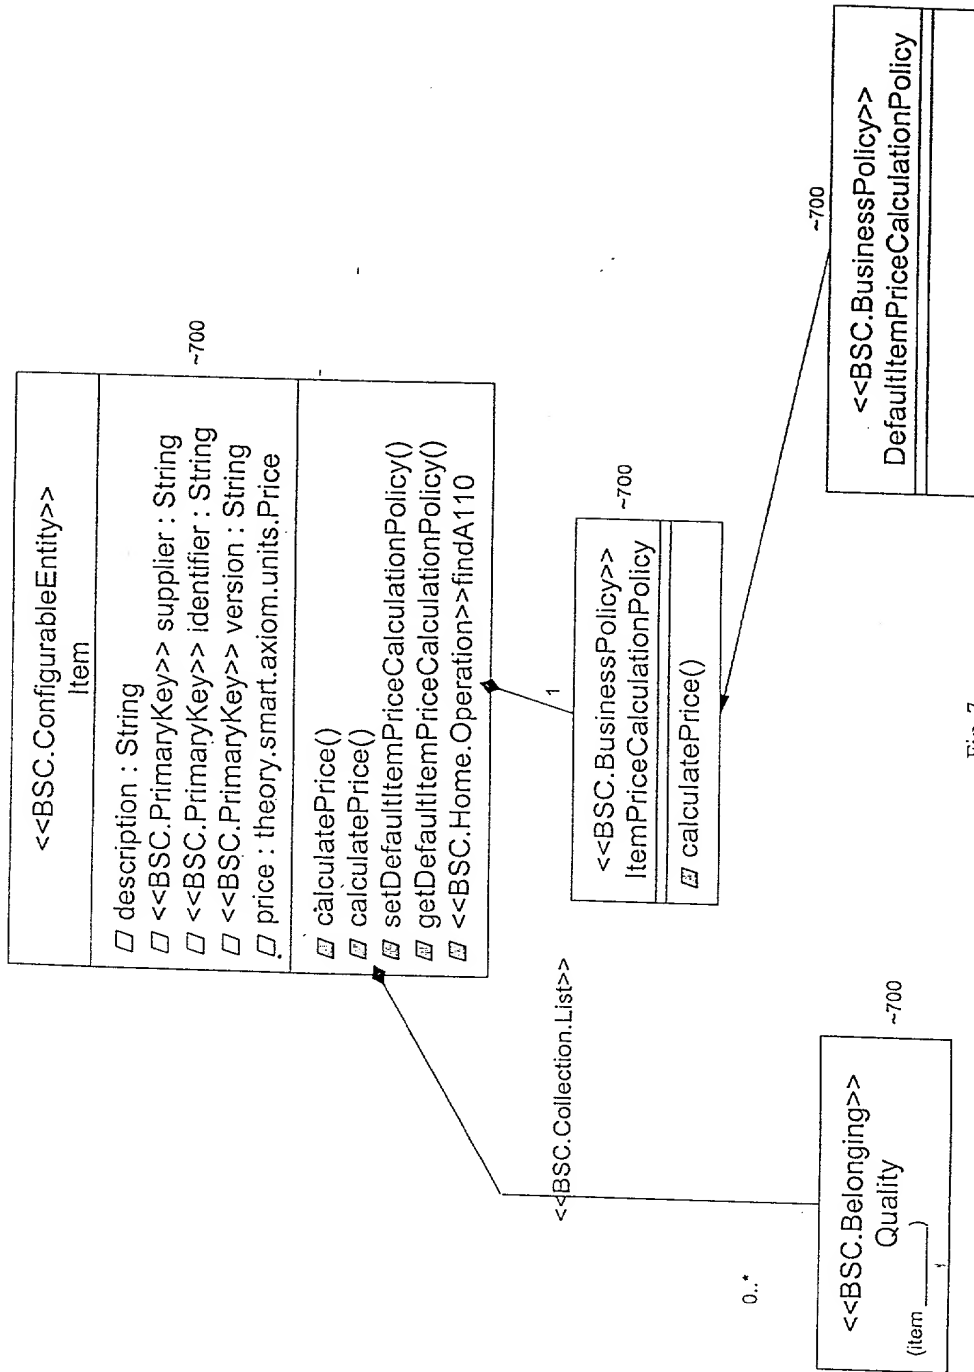 <<BSC.ConfigurableEntity>>
Item
description : String
<<BSC.PrimaryKey>> supplier : String
<<BSC.PrimaryKey>> identifier : String
<<BSC.PrimaryKey>> version : String
price : theory.smart.axiom.units.Price
calculatePrice()
calculatePrice()
setDefaultItemPriceCalculationPolicy()
getDefaultItemPriceCalculationPolicy()
<<BSC.Home.Operation>>findA110
~700
<<BSC.Collection.List>>
0..*
1
<<BSC.Belonging>>
Quality
(item ______)
~700
<<BSC.BusinessPolicy>>
ItemPriceCalculationPolicy
calculatePrice()
~700
<<BSC.BusinessPolicy>>
DefaultItemPriceCalculationPolicy
~700